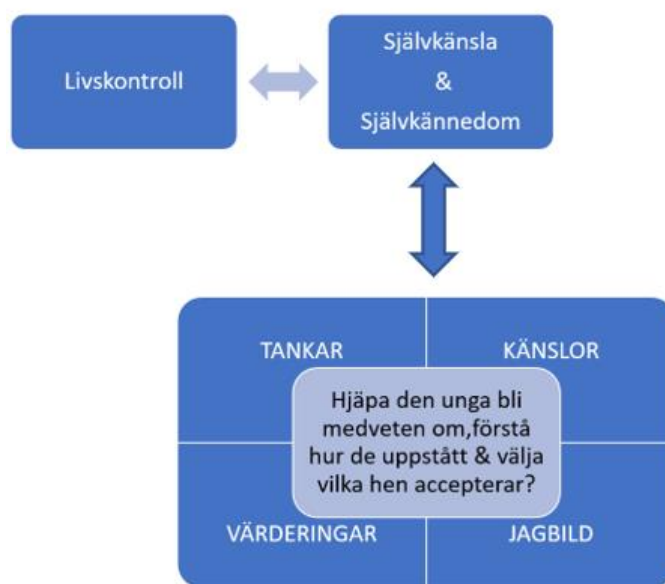 Livskontroll
Självkänsla
&
Självkännedom
TANKAR
KÄNSLOR
Hjäpa den unga bli
medveten om,förstå
hur de uppstått & välja
vilka hen accepterar?
VÄRDERINGAR
JAGBILD